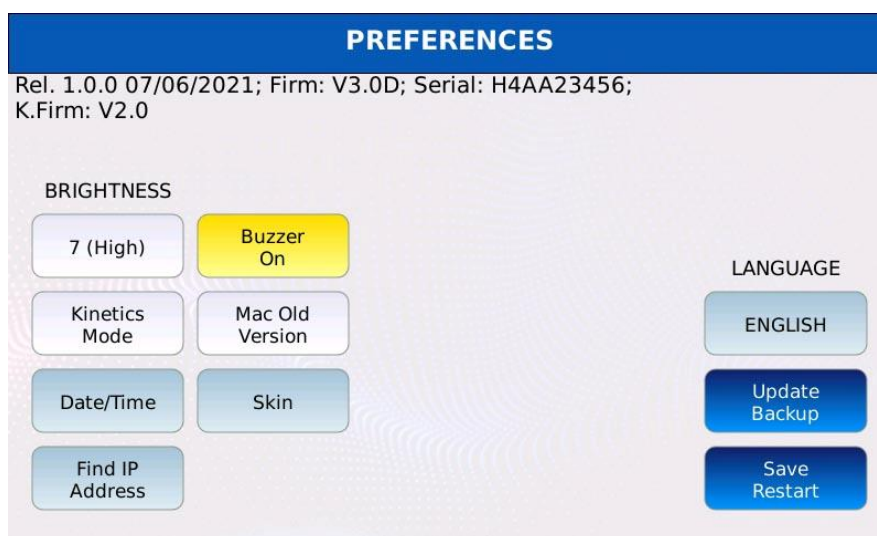 PREFERENCES
Rel. 1.0.0 07/06/2021; Firm: V3.0D; Serial: H4AA23456;
K.Firm: V2.0
BRIGHTNESS
7 (High)
Buzzer
On
Kinetics
Mode
Mac Old
Version
Date/Time
Skin
Find IP
Address
LANGUAGE
ENGLISH
Update
Backup
Save
Restart